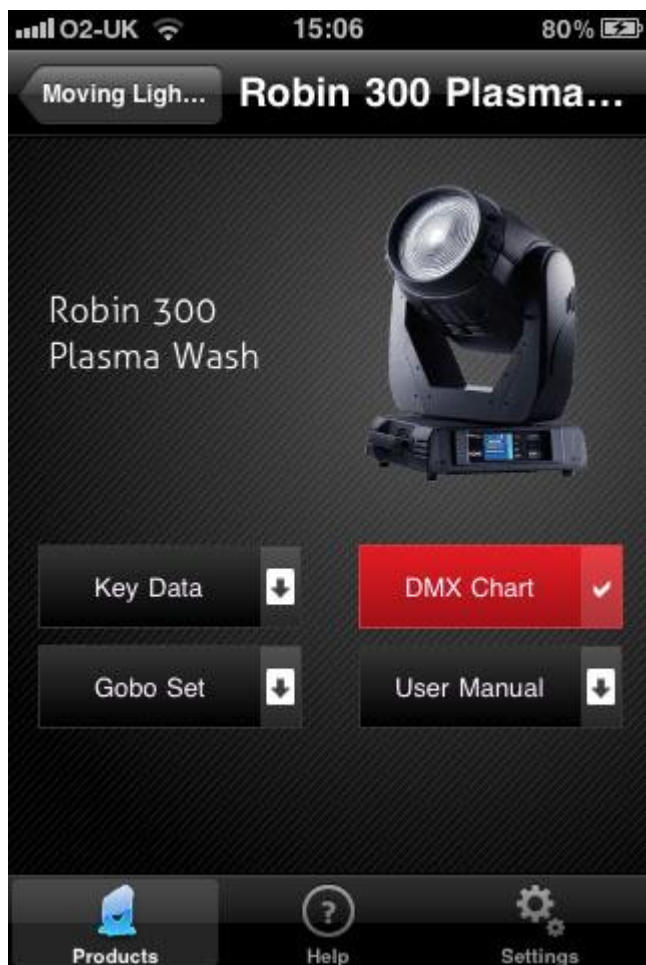 O2-UK 15:06 80%
Moving Ligh... Robin 300 Plasma...
Robin 300
Plasma Wash
Key Data
DMX Chart
Gobo Set
User Manual
Products
Help
Settings